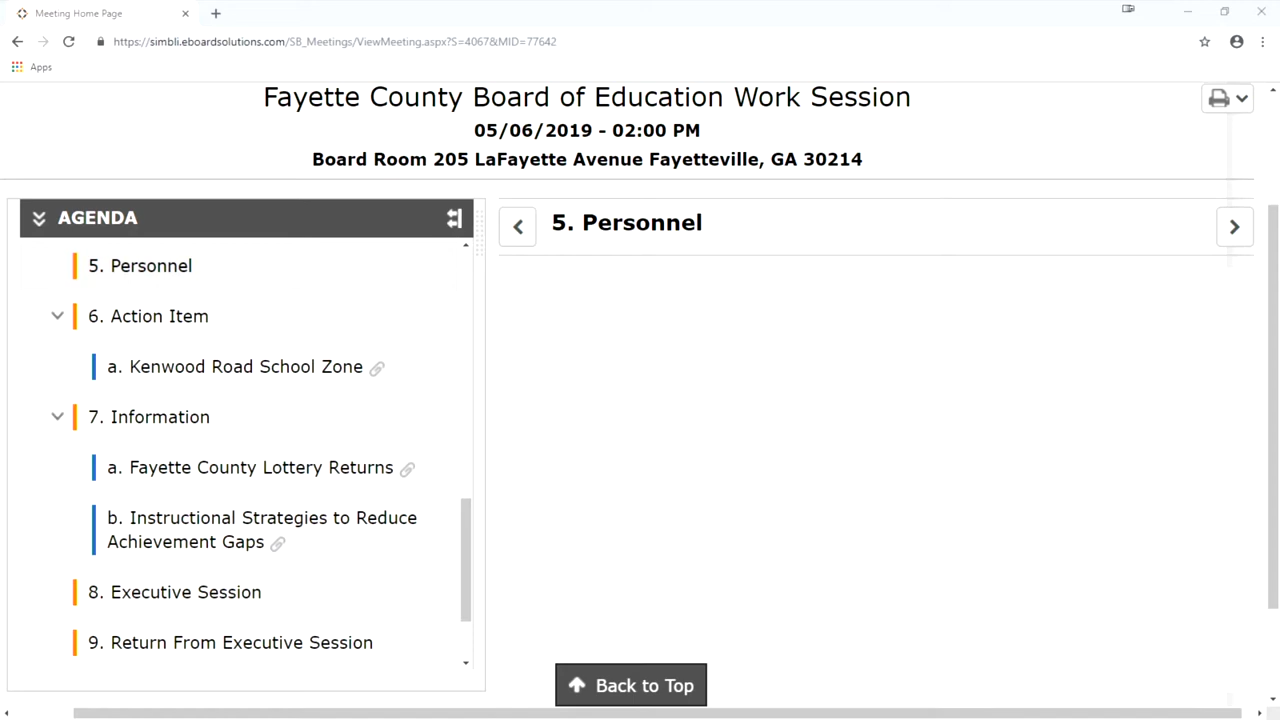 Meeting Home Page
https://simbli.eboardsolutions.com/SB_Meetings/ViewMeeting.aspx?S=4067&MID=77642
Apps
Fayette County Board of Education Work Session
05/06/2019 - 02:00 PM
Board Room 205 LaFayette Avenue Fayetteville, GA 30214
AGENDA
5. Personnel
6. Action Item
a. Kenwood Road School Zone
7. Information
a. Fayette County Lottery Returns
b. Instructional Strategies to Reduce
Achievement Gaps
8. Executive Session
9. Return From Executive Session
5. Personnel
Back to Top